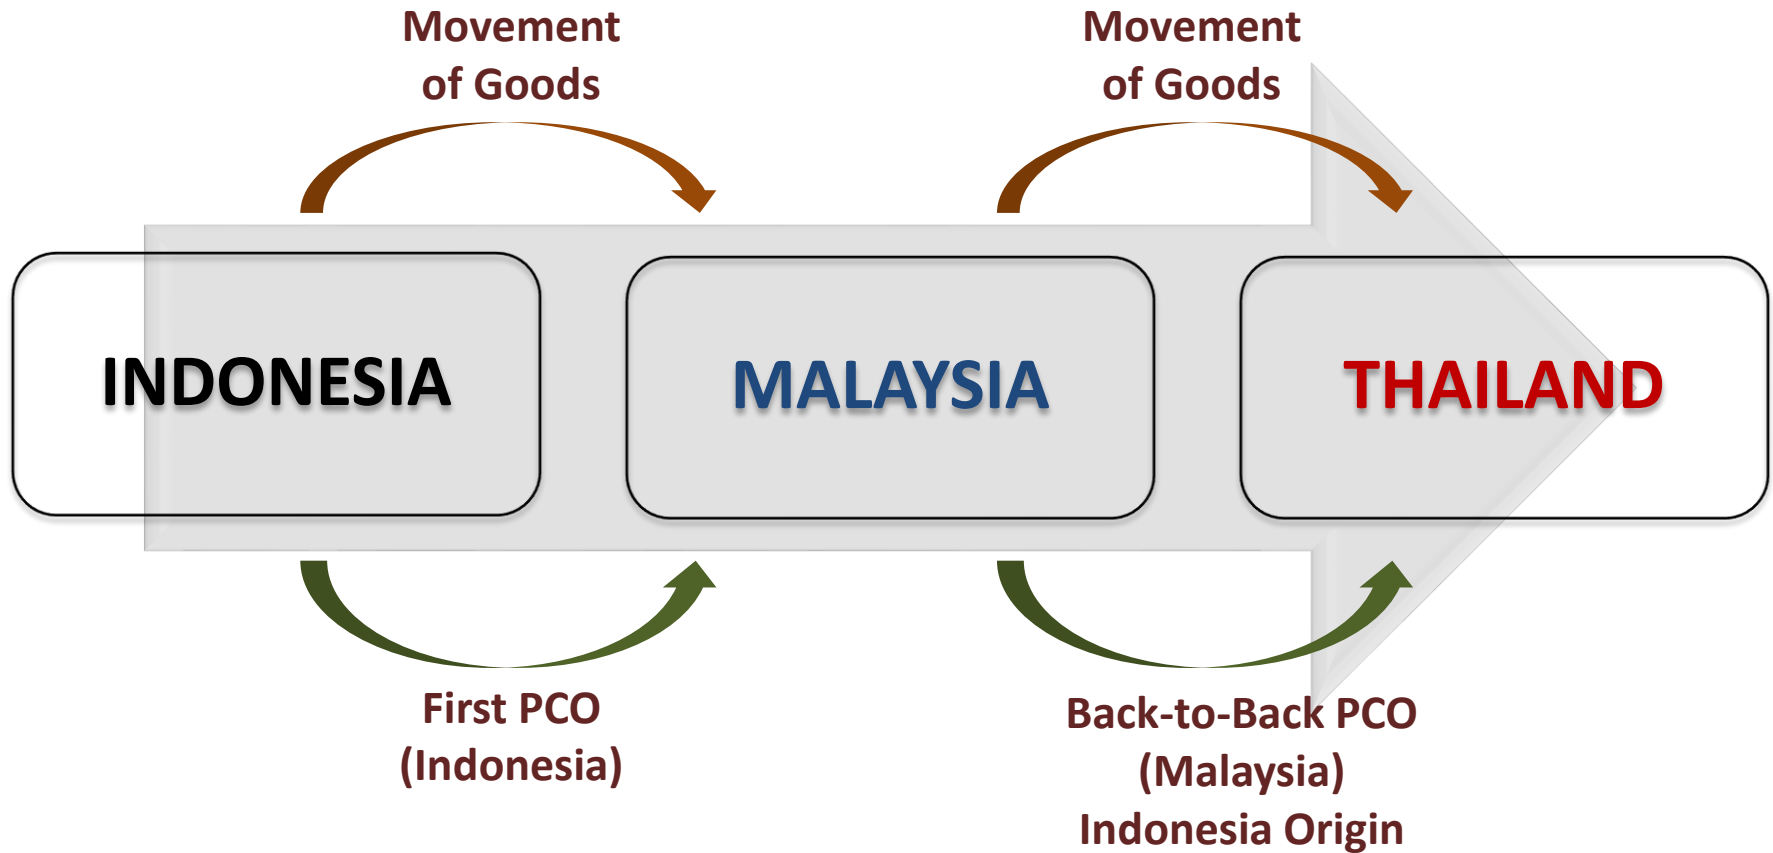 Movement
of Goods
Movement
of Goods
INDONESIA
MALAYSIA
THAILAND
First PCO
(Indonesia)
Back-to-Back PCO
(Malaysia)
Indonesia Origin